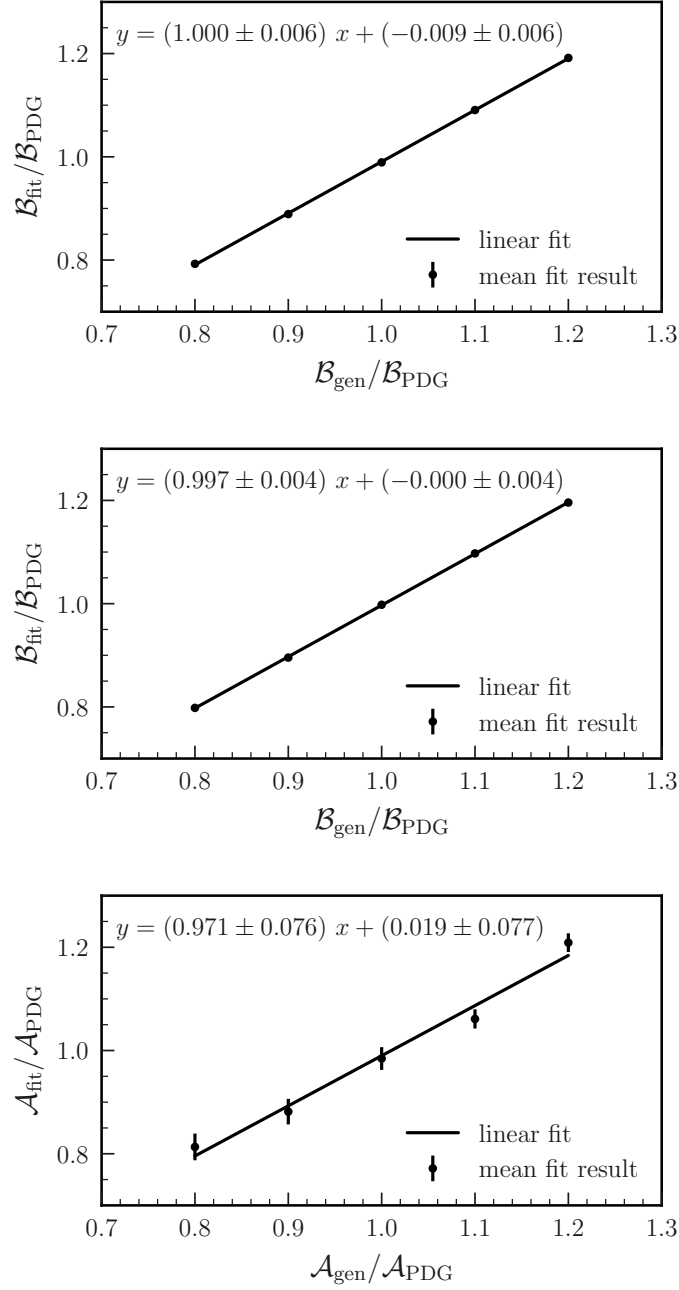 y = (1.000 ± 0.006) x + (−0.009 ± 0.006)
1.2
1.0
0.8
ℬfit/ℬPDG
linear fit
mean fit result
0.7 0.8 0.9 1.0 1.1 1.2 1.3
ℬgen/ℬPDG
y = (0.997 ± 0.004) x + (−0.000 ± 0.004)
1.2
1.0
0.8
ℬfit/ℬPDG
linear fit
mean fit result
0.7 0.8 0.9 1.0 1.1 1.2 1.3
ℬgen/ℬPDG
y = (0.971 ± 0.076) x + (0.019 ± 0.077)
1.2
1.0
0.8
𝒜fit/𝒜PDG
linear fit
mean fit result
0.7 0.8 0.9 1.0 1.1 1.2 1.3
𝒜gen/𝒜PDG